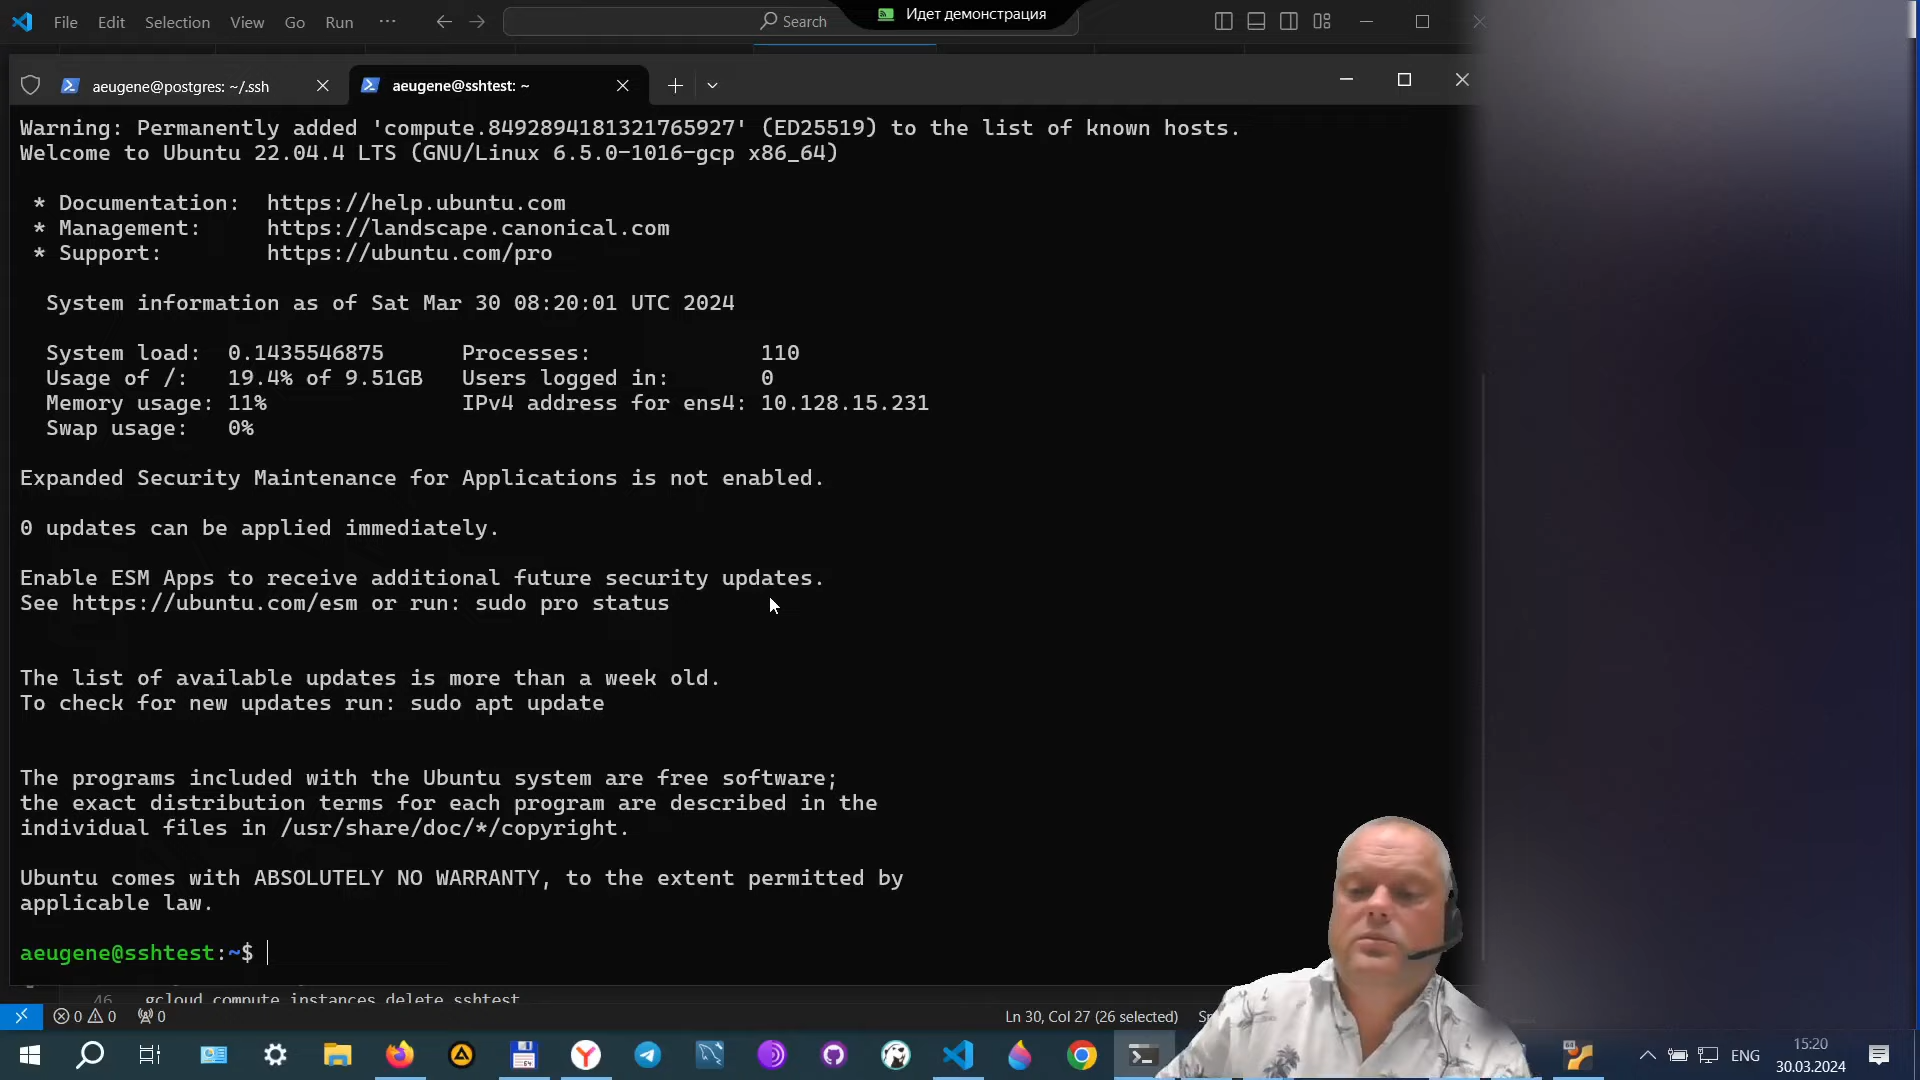 File Edit Selection View Go Run ···
Search
Идет демонстрация
aeugene@postgres: ~/.ssh
aeugene@sshtest: ~
Warning: Permanently added 'compute.8492894181321765927' (ED25519) to the list of known hosts.
Welcome to Ubuntu 22.04.4 LTS (GNU/Linux 6.5.0-1016-gcp x86_64)
* Documentation: https://help.ubuntu.com
* Management: https://landscape.canonical.com
* Support: https://ubuntu.com/pro
System information as of Sat Mar 30 08:20:01 UTC 2024
System load: 0.1435546875 Processes: 110
Usage of /: 19.4% of 9.51GB Users logged in: 0
Memory usage: 11% IPv4 address for ens4: 10.128.15.231
Swap usage: 0%
Expanded Security Maintenance for Applications is not enabled.
0 updates can be applied immediately.
Enable ESM Apps to receive additional future security updates.
See https://ubuntu.com/esm or run: sudo pro status
The list of available updates is more than a week old.
To check for new updates run: sudo apt update
The programs included with the Ubuntu system are free software;
the exact distribution terms for each program are described in the
individual files in /usr/share/doc/*/copyright.
Ubuntu comes with ABSOLUTELY NO WARRANTY, to the extent permitted by
applicable law.
aeugene@sshtest:~$
46 gcloud compute instances delete sshtest
0 0 0
Ln 30, Col 27 (26 selected)
ENG
15:20
30.03.2024